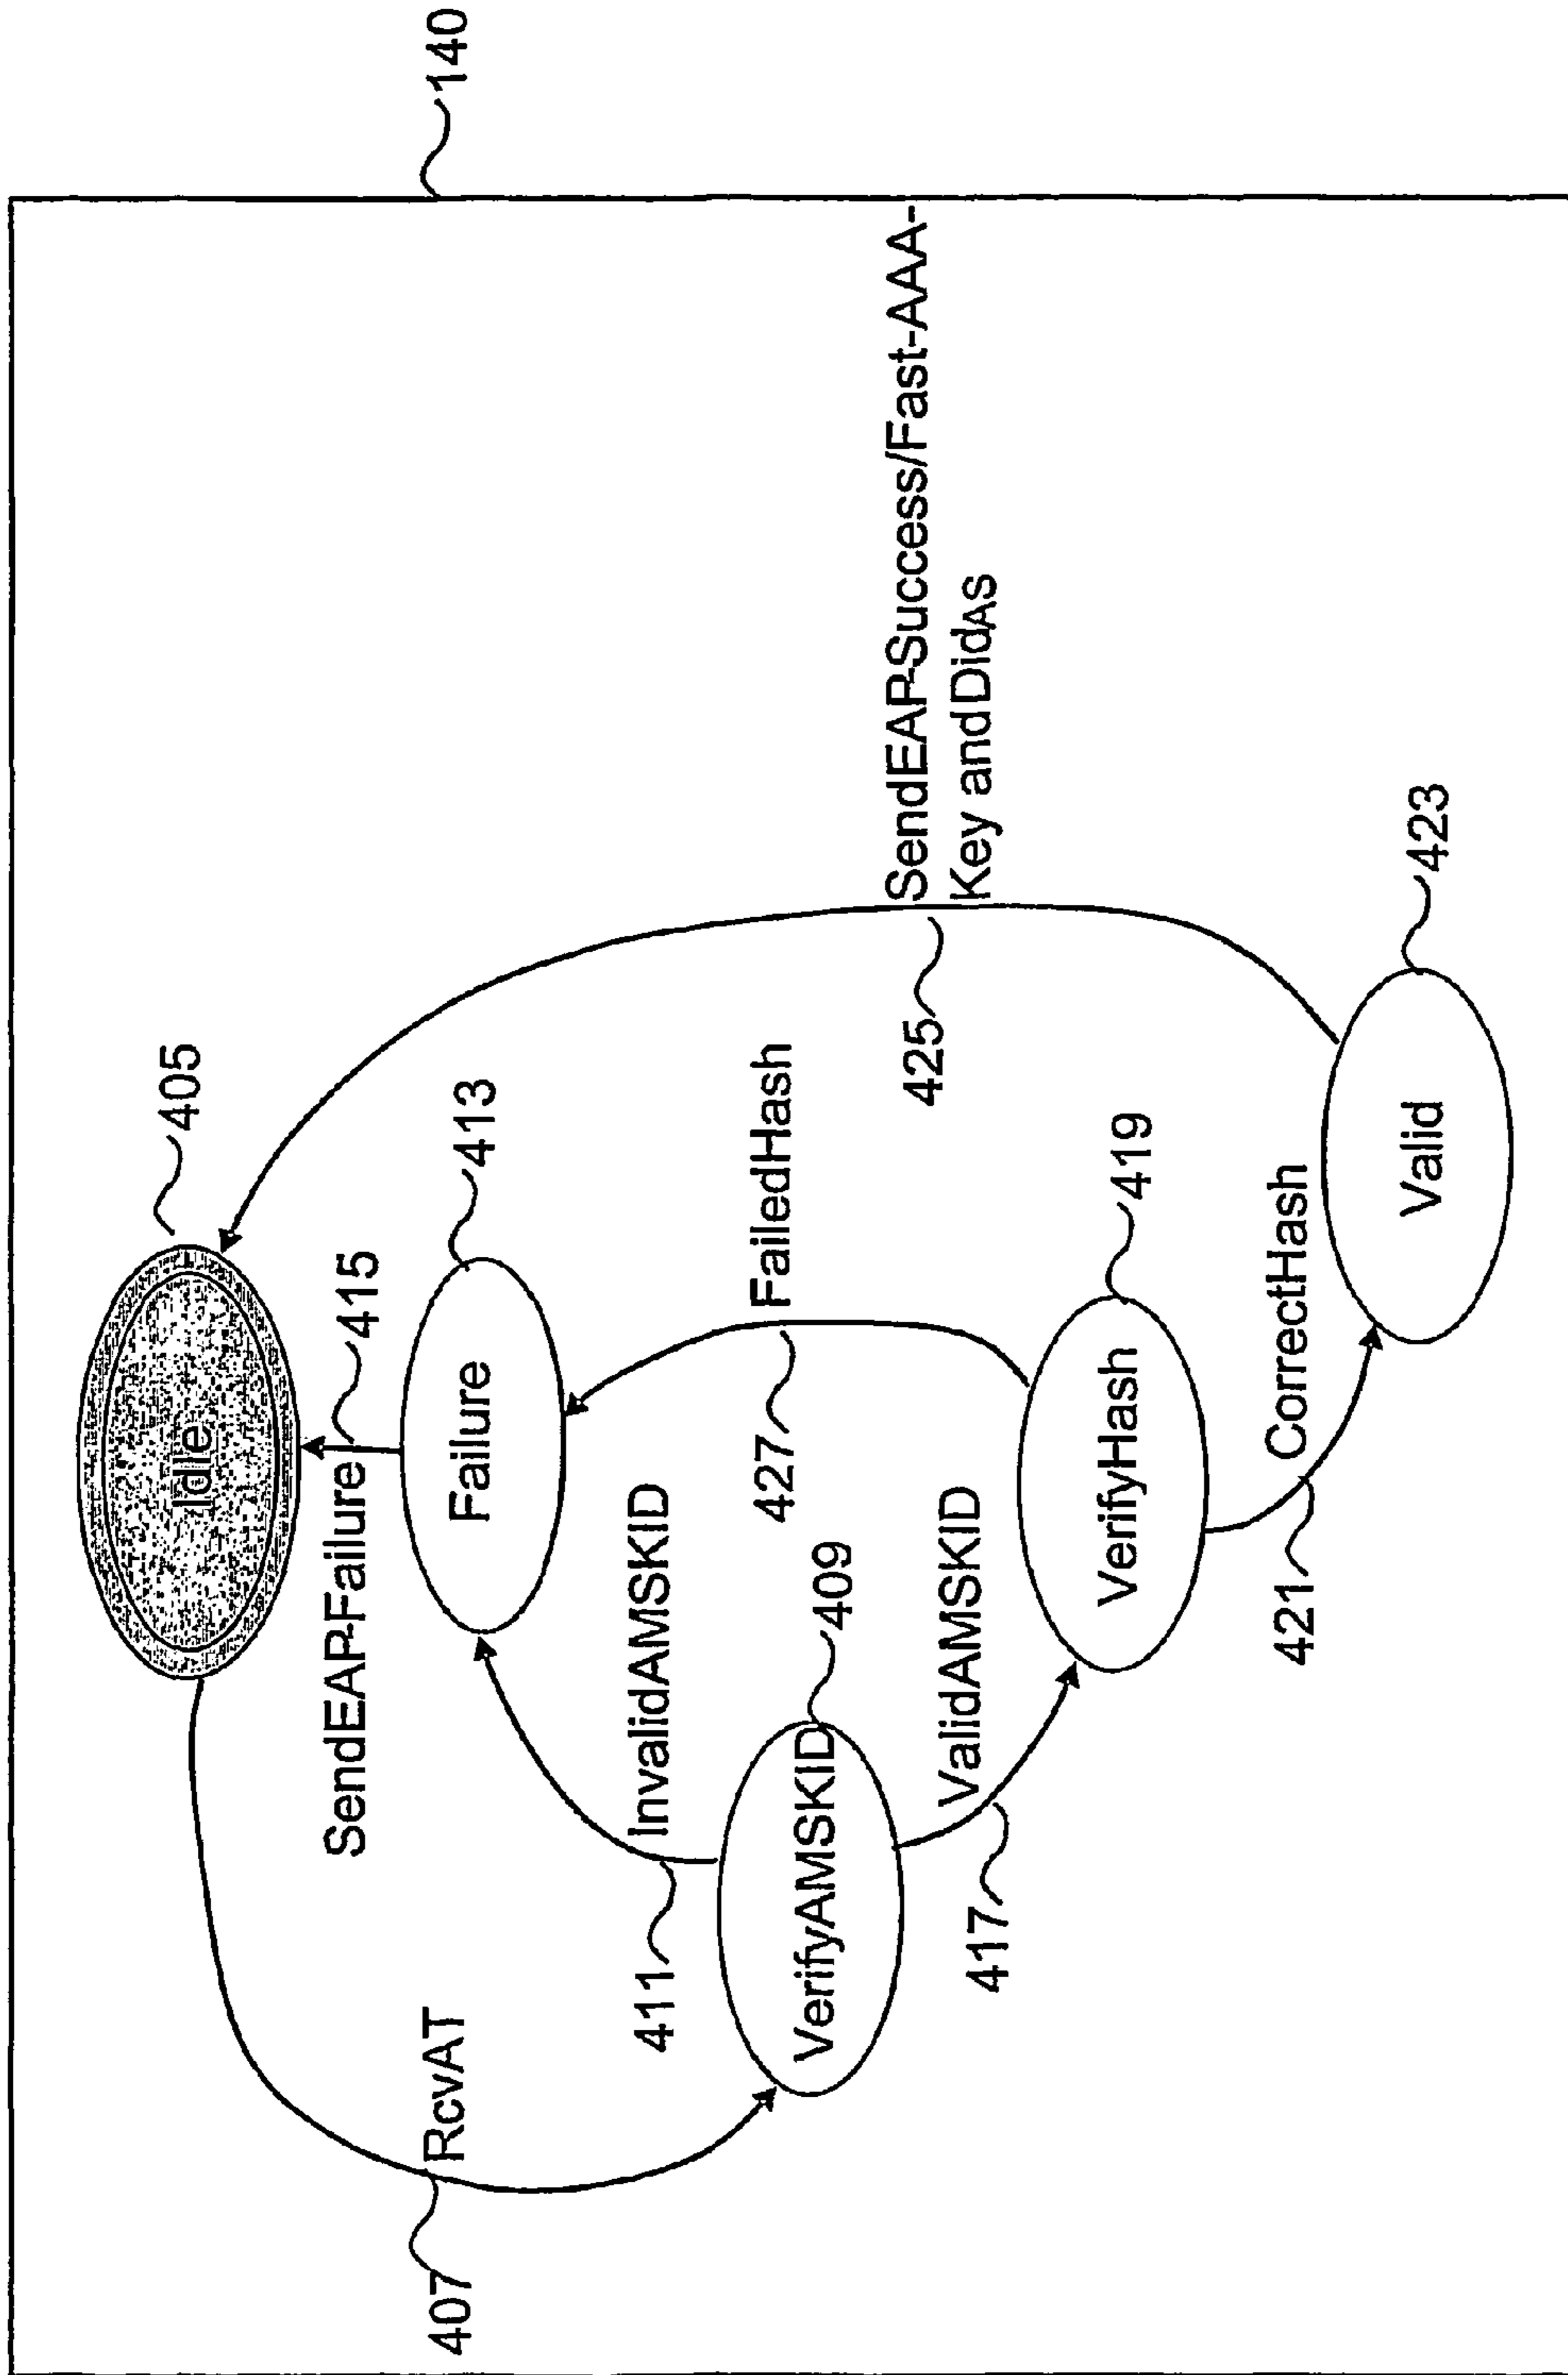 140
405
Idle
407
RcvAT
SendEAPFailure
415
413
Failure
411
InvalidAMSKID
427
FailedHash
VerifyAMSKID
409
425
SendEAPSuccess/Fast-AAA-
Key and DidAs
417
ValidAMSKID
VerifyHash
419
421
CorrectHash
Valid
423